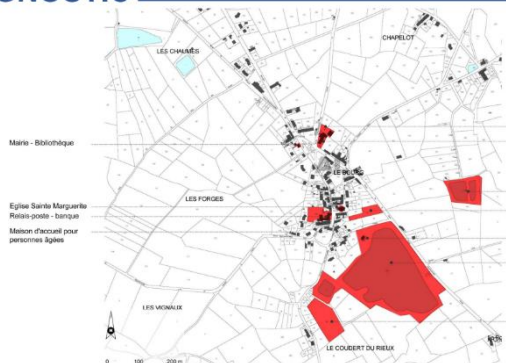 LES CHAUMES
CHAPELOT
Mairie - Bibliothèque
LE BOURG
LES FORGES
Eglise Sainte Marguerite
Relais-poste - banque
Maison d'accueil pour
personnes âgées
LES VIGNAUX
LE COUDERT DU RIEUX
0 100 200 m